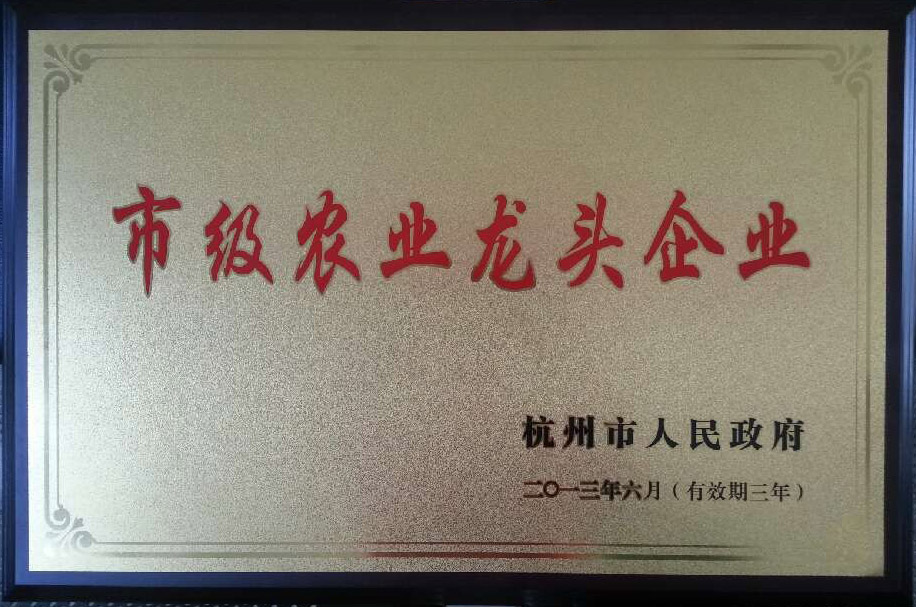 市级农业龙头企业
杭州市人民政府
二〇一三年六月（有效期三年）